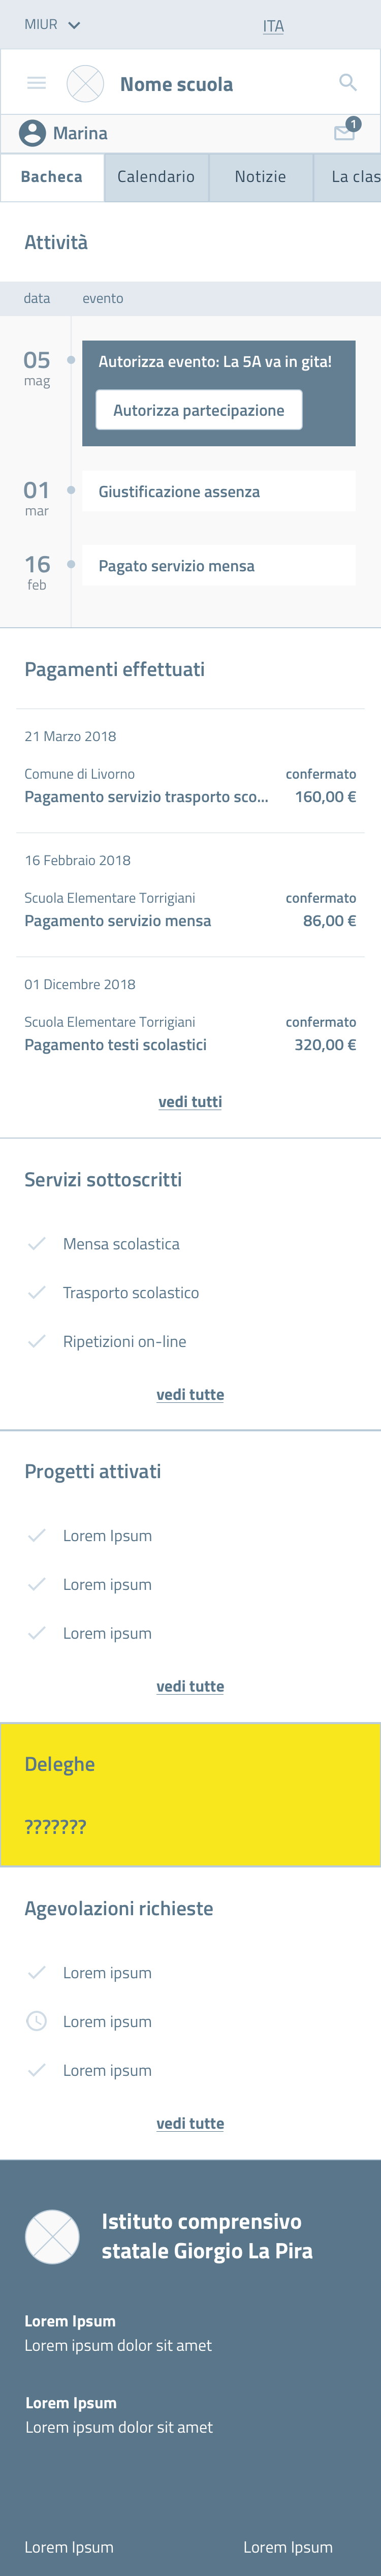 MIUR
ITA
Nome scuola
Marina
1
Bacheca
Calendario
Notizie
La clas
Attività
data
evento
05
mag
Autorizza evento: La 5A va in gita!
Autorizza partecipazione
01
mar
Giustificazione assenza
16
feb
Pagato servizio mensa
Pagamenti effettuati
21 Marzo 2018
Comune di Livorno
confermato
Pagamento servizio trasporto sco...
160,00 €
16 Febbraio 2018
Scuola Elementare Torrigiani
confermato
Pagamento servizio mensa
86,00 €
01 Dicembre 2018
Scuola Elementare Torrigiani
confermato
Pagamento testi scolastici
320,00 €
vedi tutti
Servizi sottoscritti
Mensa scolastica
Trasporto scolastico
Ripetizioni on-line
vedi tutte
Progetti attivati
Lorem Ipsum
Lorem ipsum
Lorem ipsum
vedi tutte
Deleghe
???????
Agevolazioni richieste
Lorem ipsum
Lorem ipsum
Lorem ipsum
vedi tutte
Istituto comprensivo
statale Giorgio La Pira
Lorem Ipsum
Lorem ipsum dolor sit amet
Lorem Ipsum
Lorem ipsum dolor sit amet
Lorem Ipsum
Lorem Ipsum